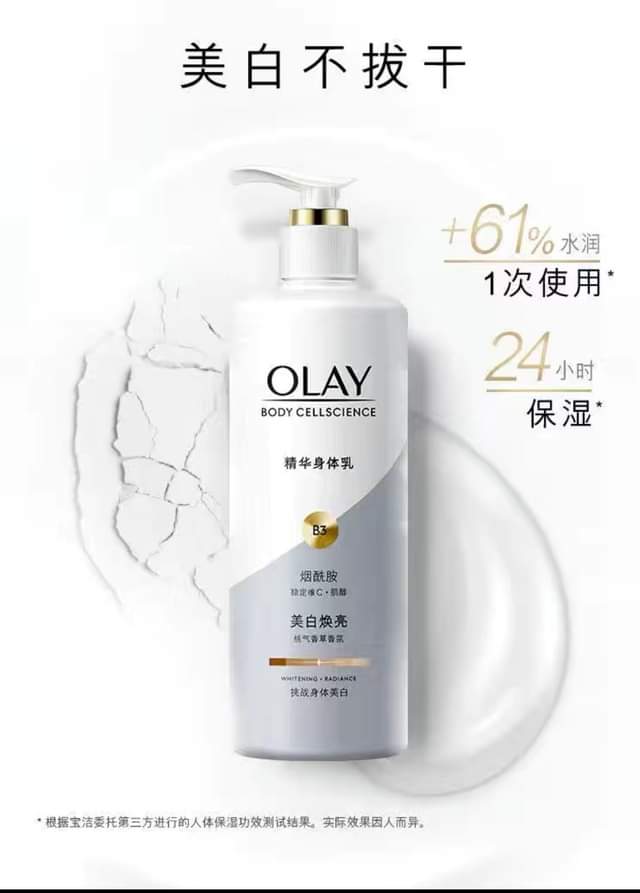 美白不拔干
+61%水润
1次使用*
24小时
保湿*
OLAY
BODY CELLSCIENCE
精华身体乳
B3
烟酰胺
稳定维C·肌醇
美白焕亮
桃气香草香氛
WHITENING • RADIANCE
挑战身体美白
*根据宝洁委托第三方进行的人体保湿功效测试结果。实际效果因人而异。